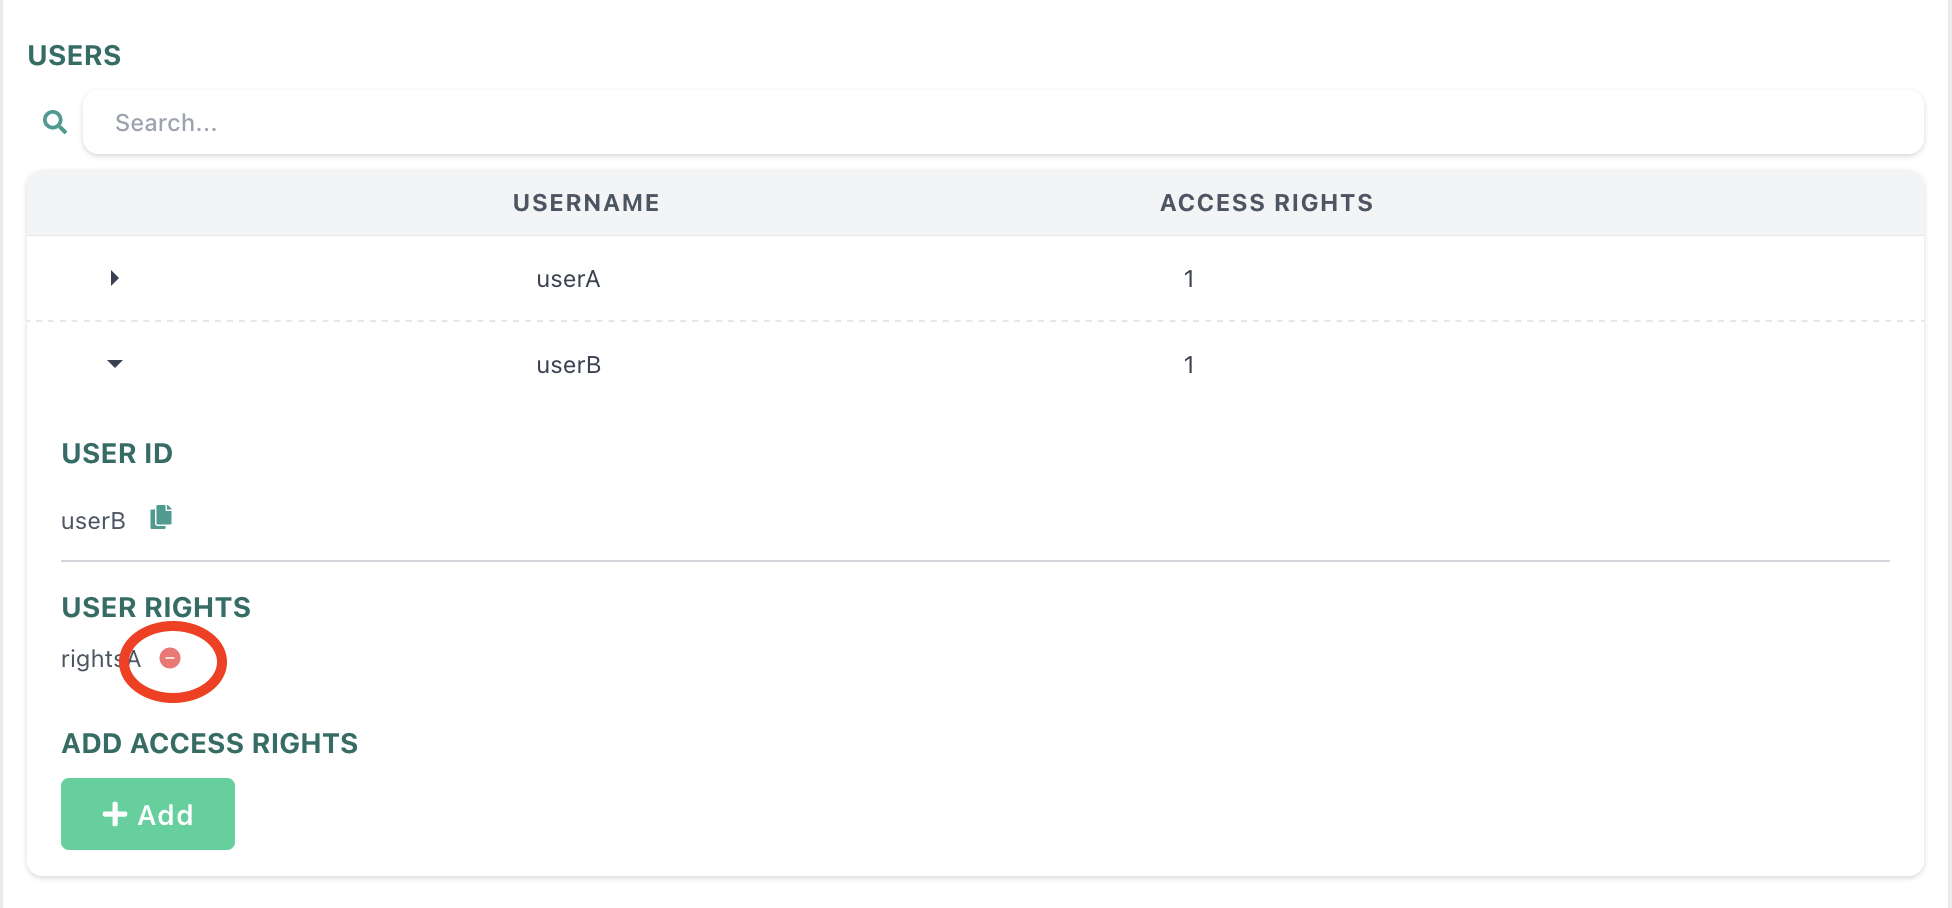 USERS
Search...
USERNAME ACCESS RIGHTS
userA 1
userB 1
USER ID
userB
USER RIGHTS
rightsA
ADD ACCESS RIGHTS
Add